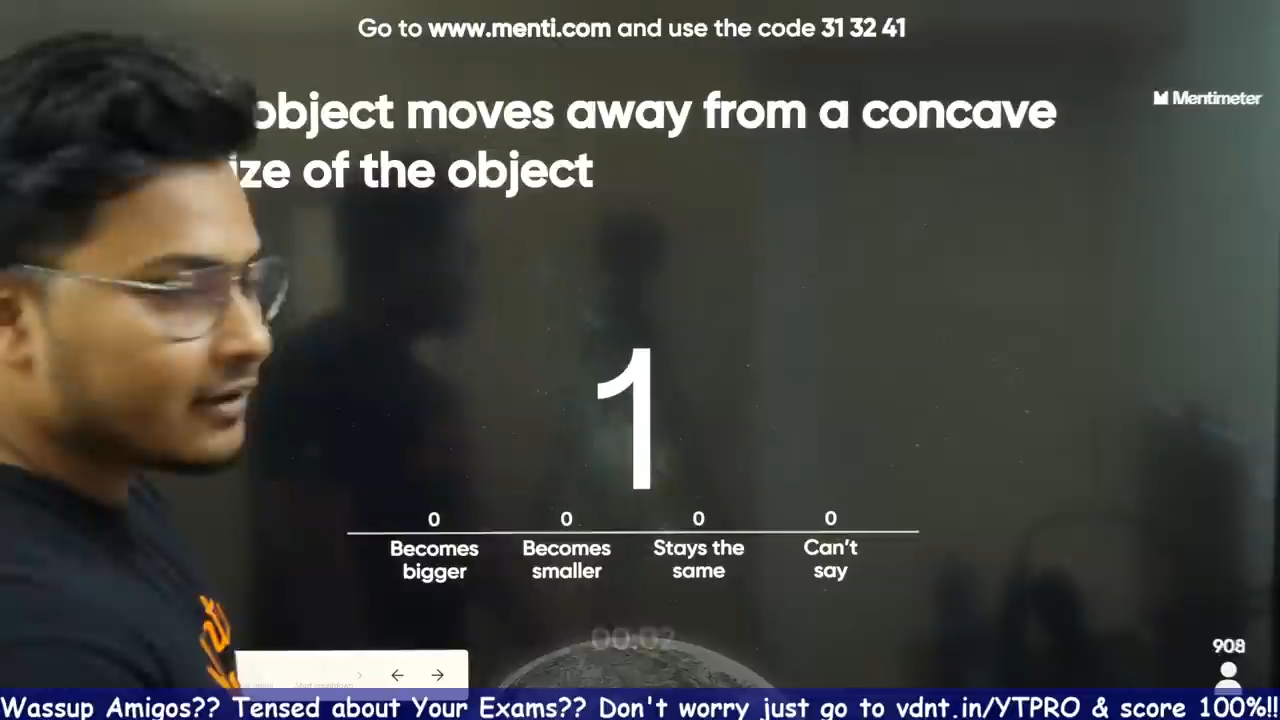 Go to www.menti.com and use the code 31 32 41
object moves away from a concave
ize of the object
Mentimeter
1
0
0
0
0
Becomes bigger
Becomes smaller
Stays the same
Can't say
00:02
908
Wassup Amigos?? Tensed about Your Exams?? Don't worry just go to vdnt.in/YTPRO & score 100%!!